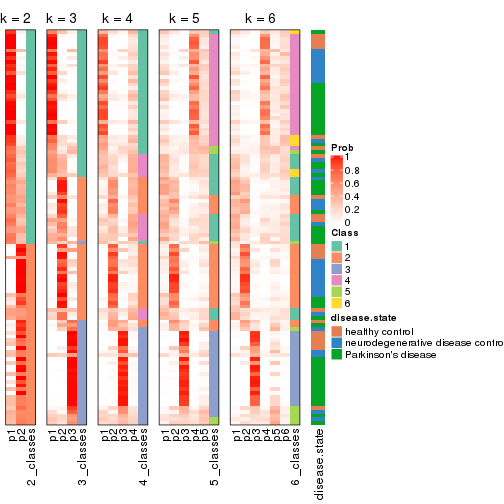 k = 2 k = 3 k = 4 k = 5 k = 6
Prob
1
0.8
0.6
0.4
0.2
0
Class
1
2
3
4
5
6
disease.state
healthy control
neurodegenerative disease contro
Parkinson's disease
p1 p2 2_classes p1 p2 p3 3_classes p1 p2 p3 p4 4_classes p1 p2 p3 p4 p5 5_classes p1 p2 p3 p4 p5 p6 6_classes disease.state